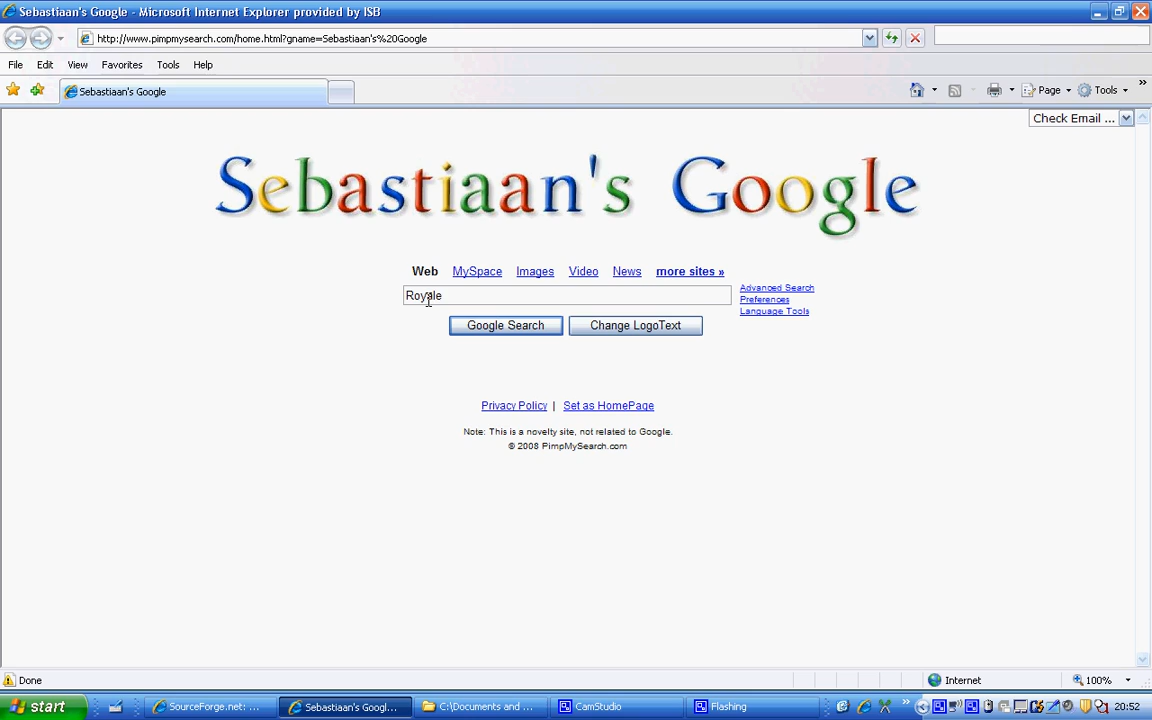 Sebastiaan's Google - Microsoft Internet Explorer provided by ISB
http://www.pimpmysearch.com/home.html?gname=Sebastiaan's%20Google
File Edit View Favorites Tools Help
Sebastiaan's Google
Page Tools »
Check Email ...
Sebastiaan's Google
Web MySpace Images Video News more sites »
Royale
Advanced Search
Preferences
Language Tools
Google Search Change LogoText
Privacy Policy | Set as HomePage
Note: This is a novelty site, not related to Google.
© 2008 PimpMySearch.com
Done Internet 100%
start SourceForge.net: ... Sebastiaan's Googl... C:\Documents and ... CamStudio Flashing » 20:52